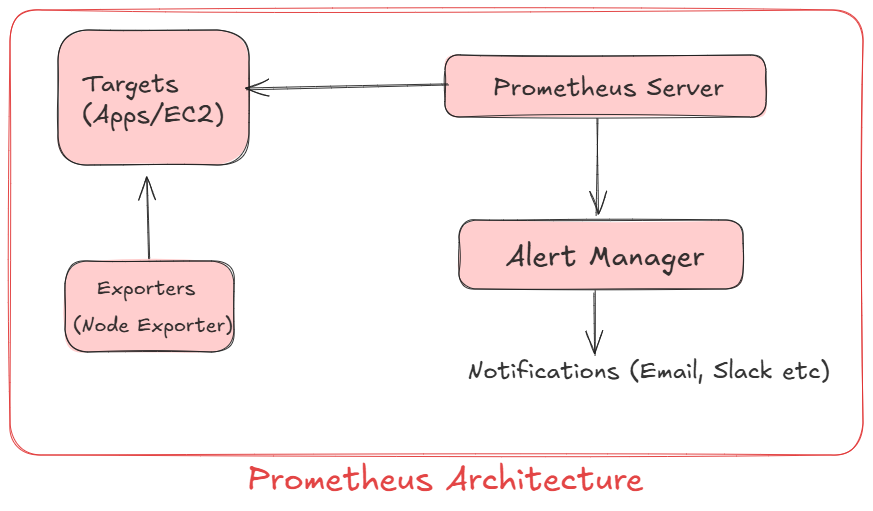 Targets
(Apps/EC2)
Prometheus Server
Alert Manager
Exporters
(Node Exporter)
Notifications (Email, Slack etc)
Prometheus Architecture